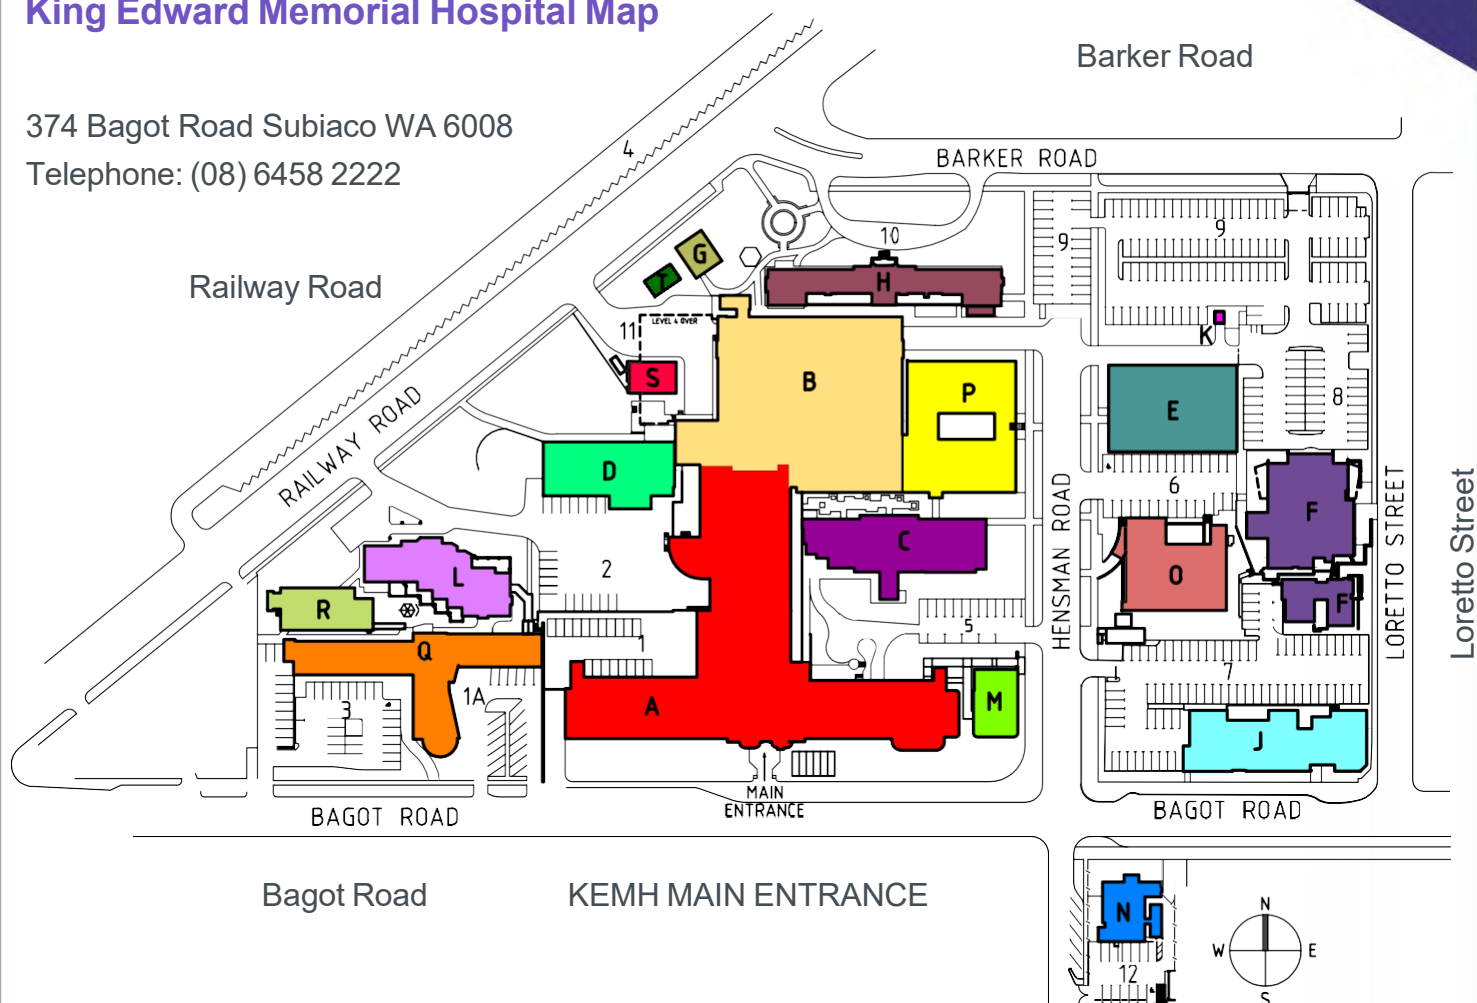 King Edward Memorial Hospital Map
Barker Road
374 Bagot Road Subiaco WA 6008
Telephone: (08) 6458 2222
4
BARKER ROAD
10
9
9
G
T
H
Railway Road
11
LEVEL 4 OVER
K
S
B
P
E
8
RAILWAY ROAD
D
6
F
HENSMAN ROAD
LORETTO STREET
Loretto Street
C
L
2
O
R
F
5
1
Q
7
1A
3
A
M
J
MAIN
ENTRANCE
BAGOT ROAD
BAGOT ROAD
Bagot Road
KEMH MAIN ENTRANCE
N
12
N
W
E
S